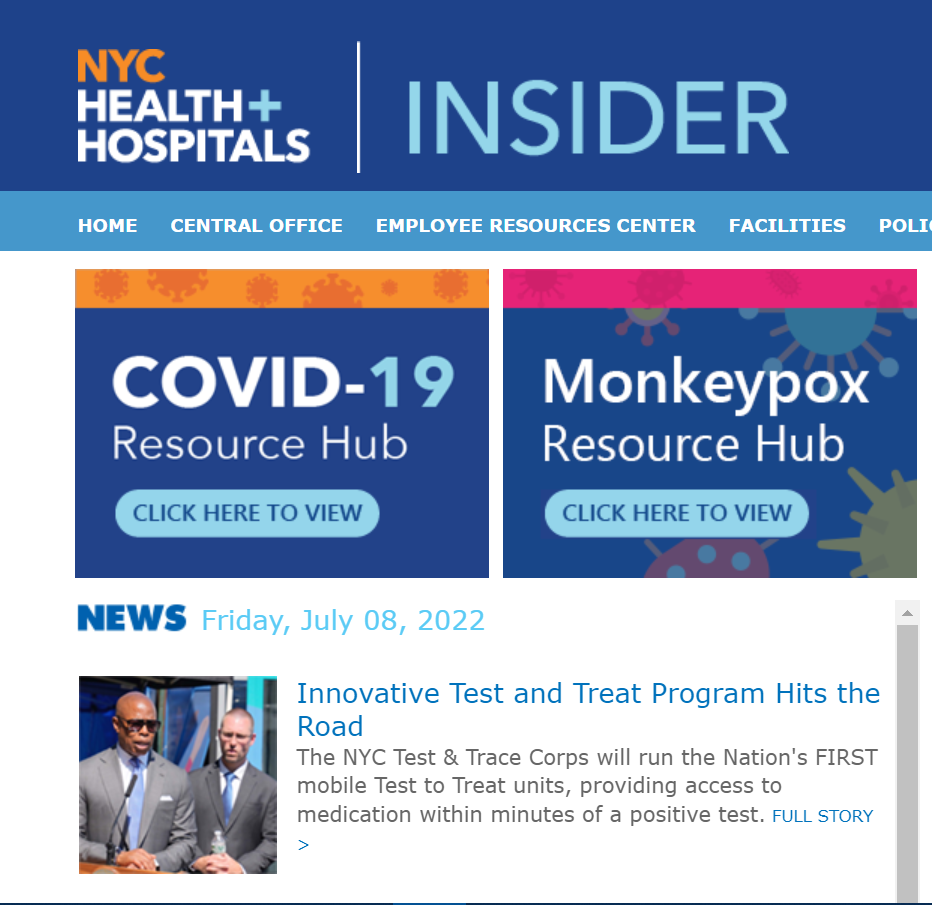 NYC
HEALTH+
HOSPITALS
INSIDER
HOME CENTRAL OFFICE EMPLOYEE RESOURCES CENTER FACILITIES
COVID-19
Resource Hub
CLICK HERE TO VIEW
Monkeypox
Resource Hub
CLICK HERE TO VIEW
NEWS Friday, July 08, 2022
Innovative Test and Treat Program Hits the
Road
The NYC Test & Trace Corps will run the Nation's FIRST
mobile Test to Treat units, providing access to
medication within minutes of a positive test. FULL STORY
>